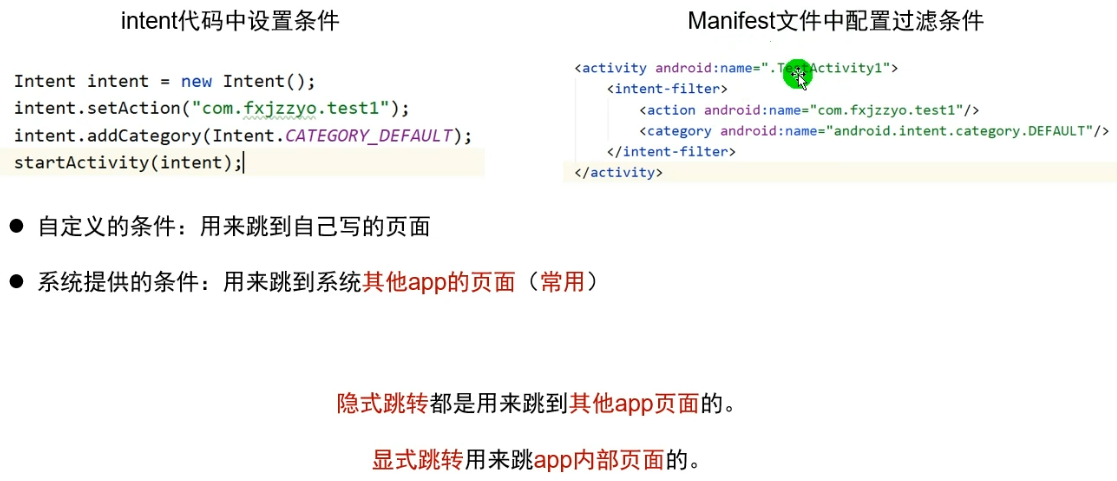 intent代码中设置条件
Intent intent = new Intent();
intent.setAction("com.fxjzzyo.test1");
intent.addCategory(Intent.CATEGORY_DEFAULT);
startActivity(intent);
Manifest文件中配置过滤条件
<activity android:name=".TestActivity1">
<intent-filter>
<action android:name="com.fxjzzyo.test1"/>
<category android:name="android.intent.category.DEFAULT"/>
</intent-filter>
</activity>
● 自定义的条件：用来跳到自己写的页面
● 系统提供的条件：用来跳到系统其他app的页面（常用）
隐式跳转都是用来跳到其他app页面的。
显式跳转用来跳app内部页面的。